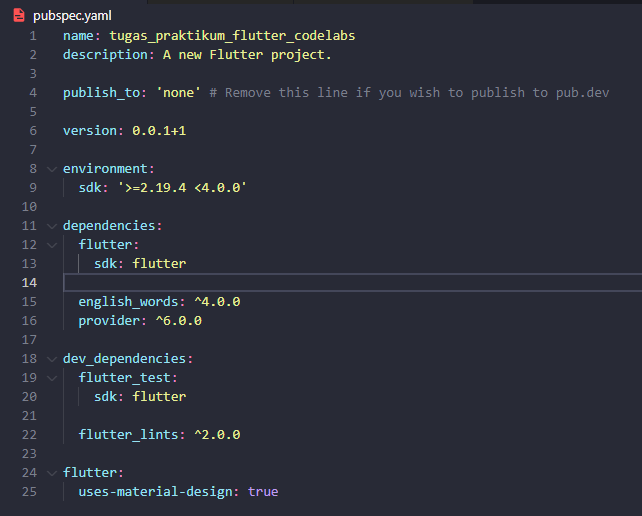 pubspec.yaml
1 name: tugas_praktikum_flutter_codelabs
2 description: A new Flutter project.
3
4 publish_to: 'none' # Remove this line if you wish to publish to pub.dev
5
6 version: 0.0.1+1
7
8 environment:
9   sdk: '>=2.19.4 <4.0.0'
10
11 dependencies:
12   flutter:
13     sdk: flutter
14
15   english_words: ^4.0.0
16   provider: ^6.0.0
17
18 dev_dependencies:
19   flutter_test:
20     sdk: flutter
21
22   flutter_lints: ^2.0.0
23
24 flutter:
25   uses-material-design: true